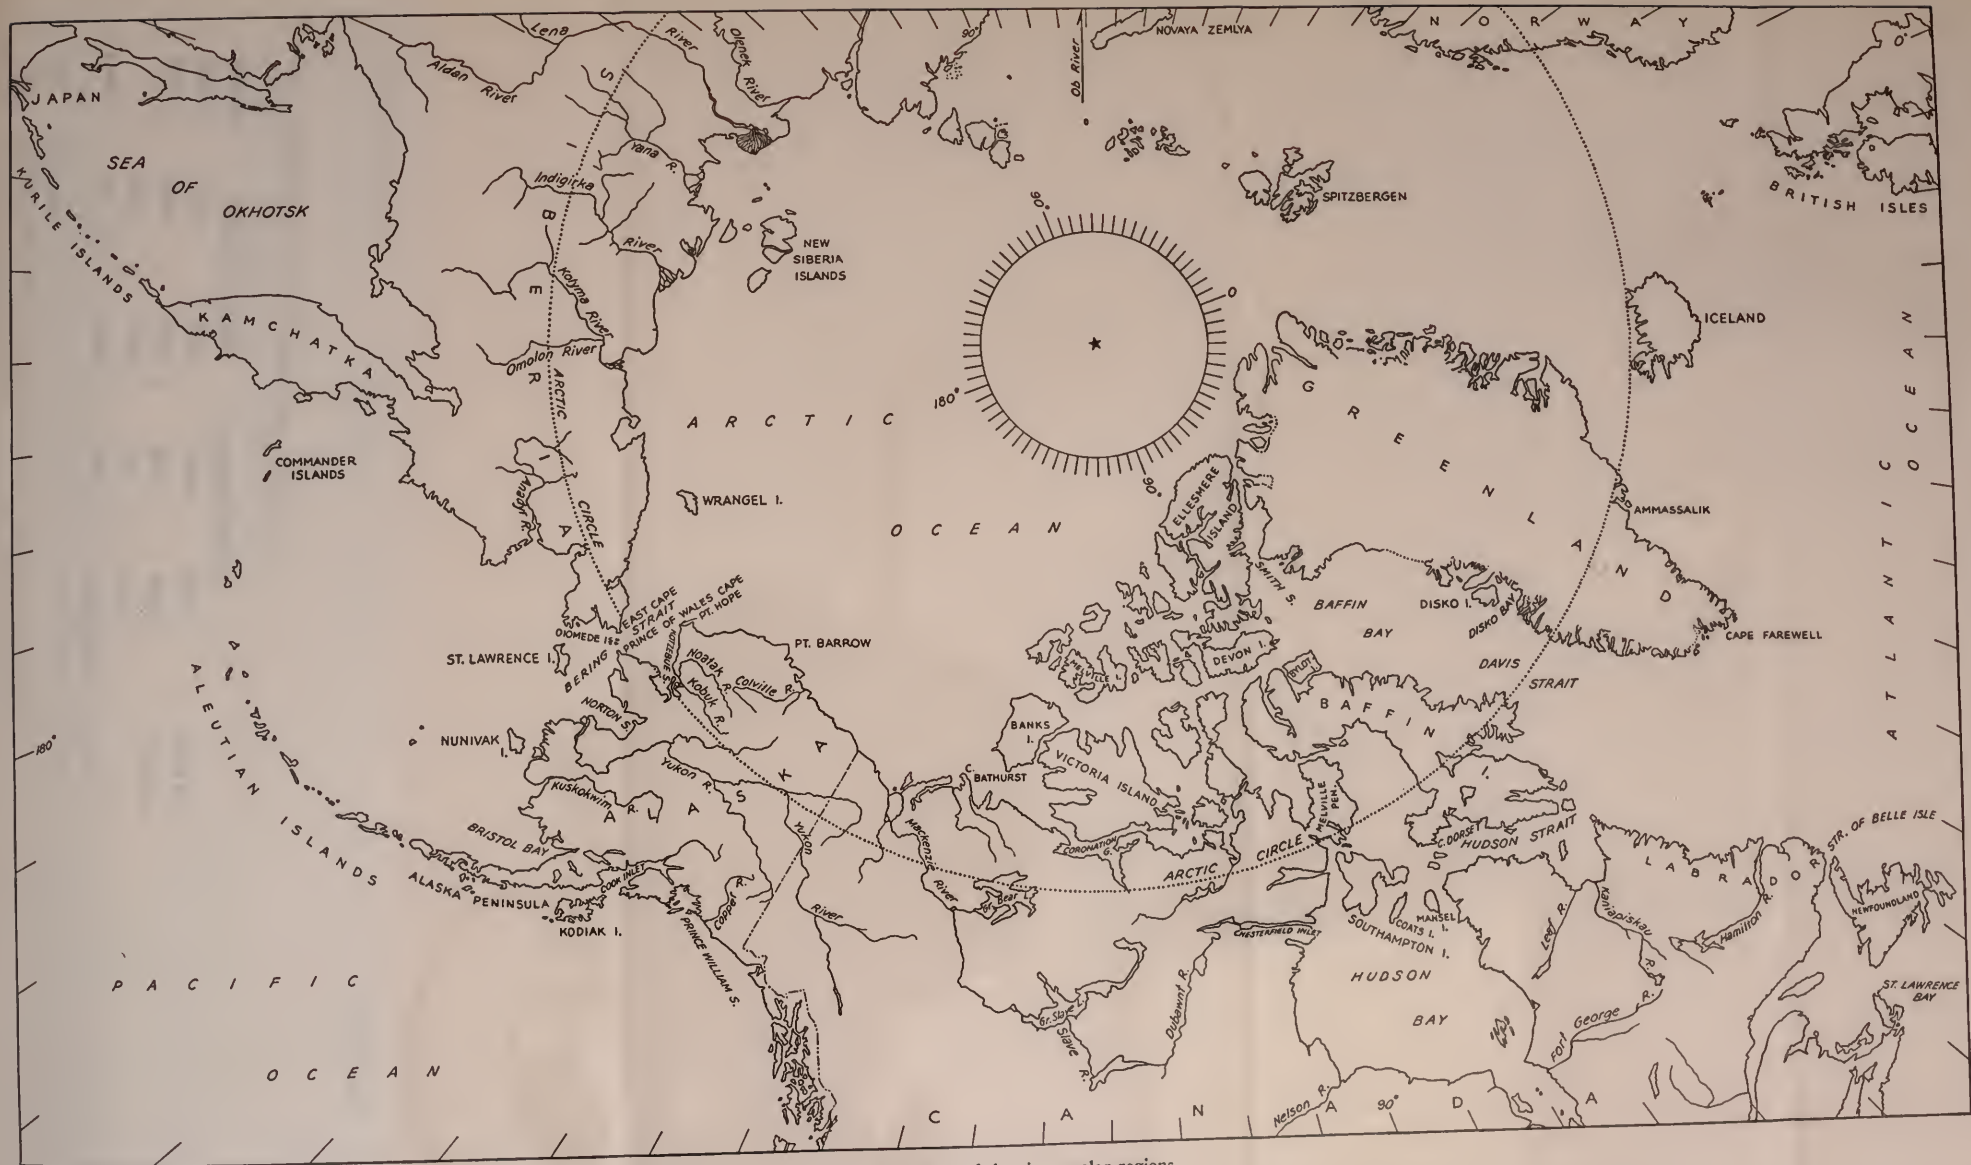 NORWAY
NOVAYA ZEMLYA
Ob River
90°
0°
Lena River
Olenek River
Aldan River
JAPAN
SEA
OF
OKHOTSK
KURILE ISLANDS
SIBERIA
Yana R.
Indigirka River
Kolyma River
Omolon River
ARCTIC CIRCLE
Anadyr R.
NEW
SIBERIA
ISLANDS
SPITZBERGEN
BRITISH ISLES
90°
0
180°
90°
KAMCHATKA
COMMANDER
ISLANDS
ARCTIC
OCEAN
WRANGEL I.
ICELAND
GREENLAND
AMMASSALIK
ATLANTIC
OCEAN
ELLESMERE
ISLAND
SMITH S.
BAFFIN
BAY
DISKO I.
DISKO BAY
CAPE FAREWELL
DAVIS
STRAIT
EAST CAPE
BERING STRAIT
PRINCE OF WALES CAPE
PT. HOPE
DIOMEDE IS
KOTZEBUE S.
PT. BARROW
ST. LAWRENCE I.
Noatak R.
Kobuk R.
Colville R.
NORTON S.
NUNIVAK
I.
180°
ALEUTIAN ISLANDS
MELVILLE I.
DEVON I.
BYLOT I.
BANKS
I.
BAFFIN
I.
VICTORIA ISLAND
C.
BATHURST
MELVILLE
PEN.
Yukon R.
Kuskokwim R.
ALASKA
BRISTOL BAY
ALASKA PENINSULA
COOK INLET
KODIAK I.
Copper R.
PRINCE WILLIAM S.
Yukon River
Mackenzie River
CORONATION
G.
Gr. Bear
ARCTIC CIRCLE
C. DORSET
HUDSON STRAIT
STR. OF BELLE ISLE
LABRADOR
NEWFOUNDLAND
Kaniapiskau R.
Leaf R.
Hamilton R.
MANSEL
I.
COATS I.
SOUTHAMPTON I.
CHESTERFIELD INLET
HUDSON
BAY
ST. LAWRENCE
BAY
Fort George R.
Gr. Slave
Slave R.
Dubawnt R.
Nelson R.
PACIFIC
OCEAN
CANADA
90°